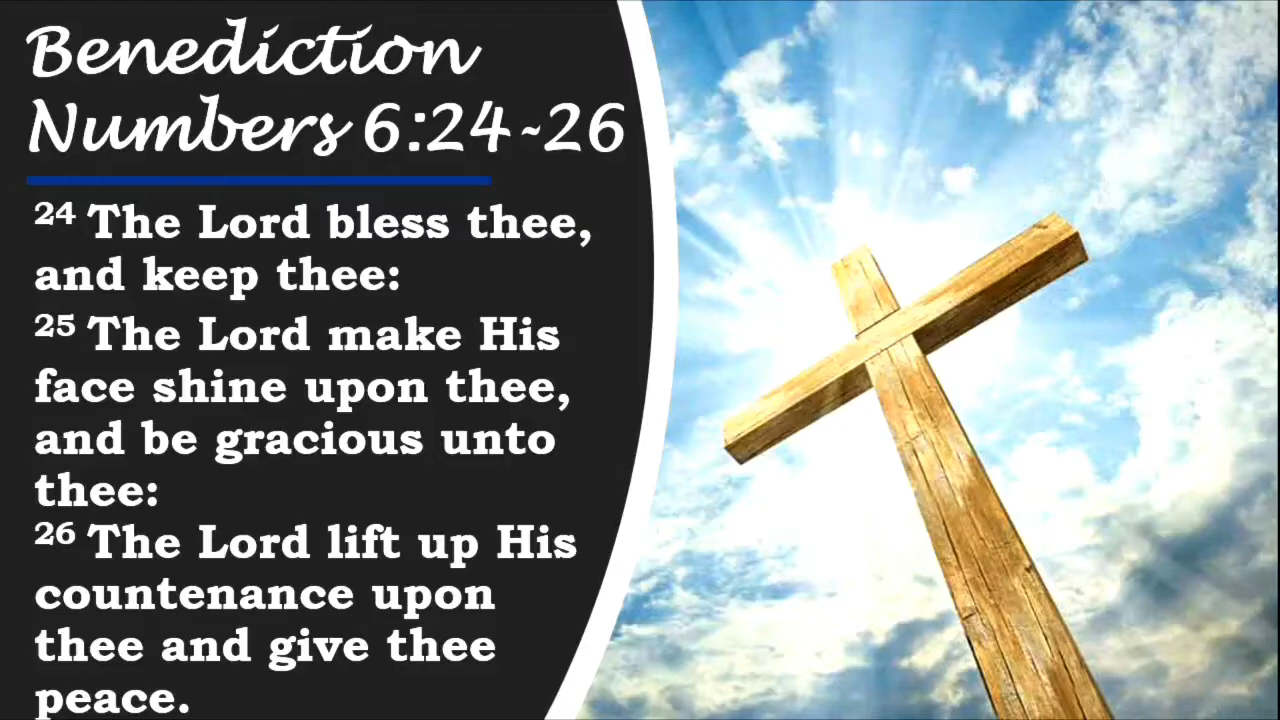 Benediction
Numbers 6:24-26
24 The Lord bless thee,
and keep thee:
25 The Lord make His
face shine upon thee,
and be gracious unto
thee:
26 The Lord lift up His
countenance upon
thee and give thee
peace.